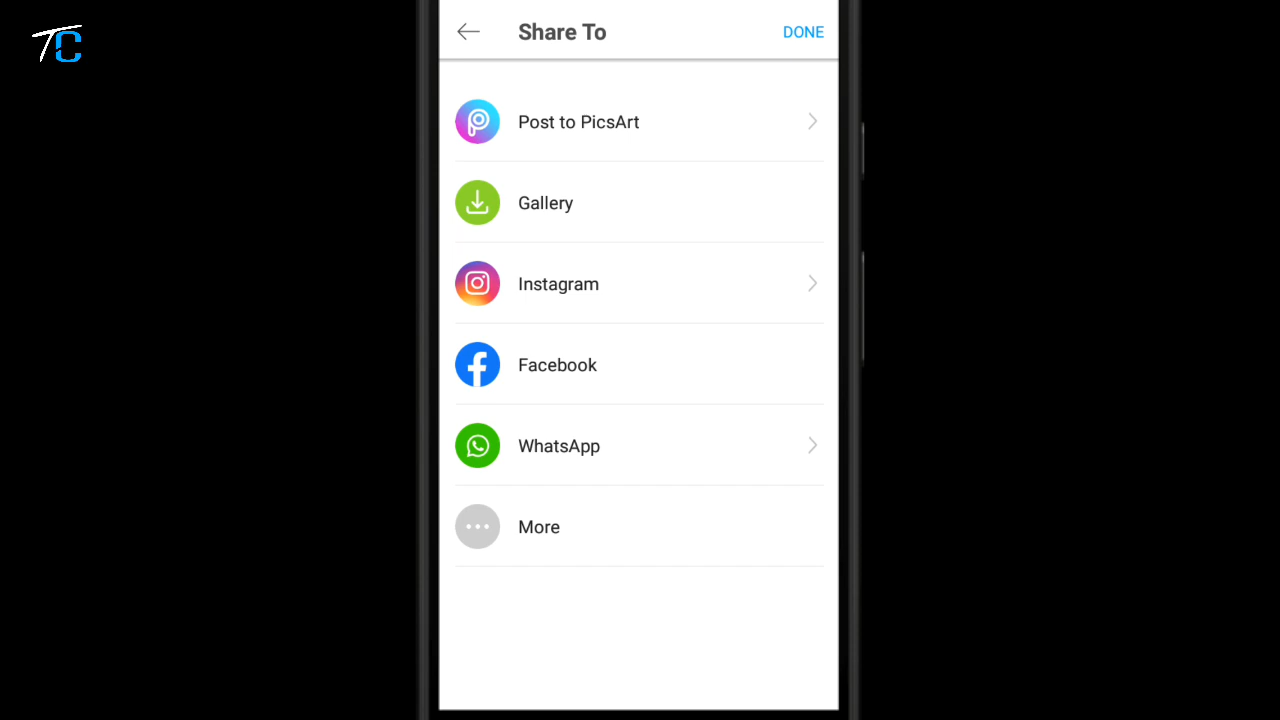 TC
Share To
DONE
Post to PicsArt
Gallery
Instagram
Facebook
WhatsApp
More